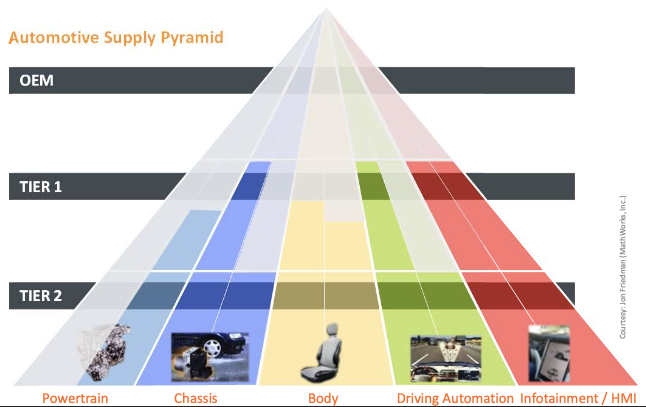 Automotive Supply Pyramid
OEM
TIER 1
TIER 2
Powertrain
Chassis
Body
Driving Automation
Infotainment / HMI
Courtesy: Jon Friedman (MathWorks, Inc.)